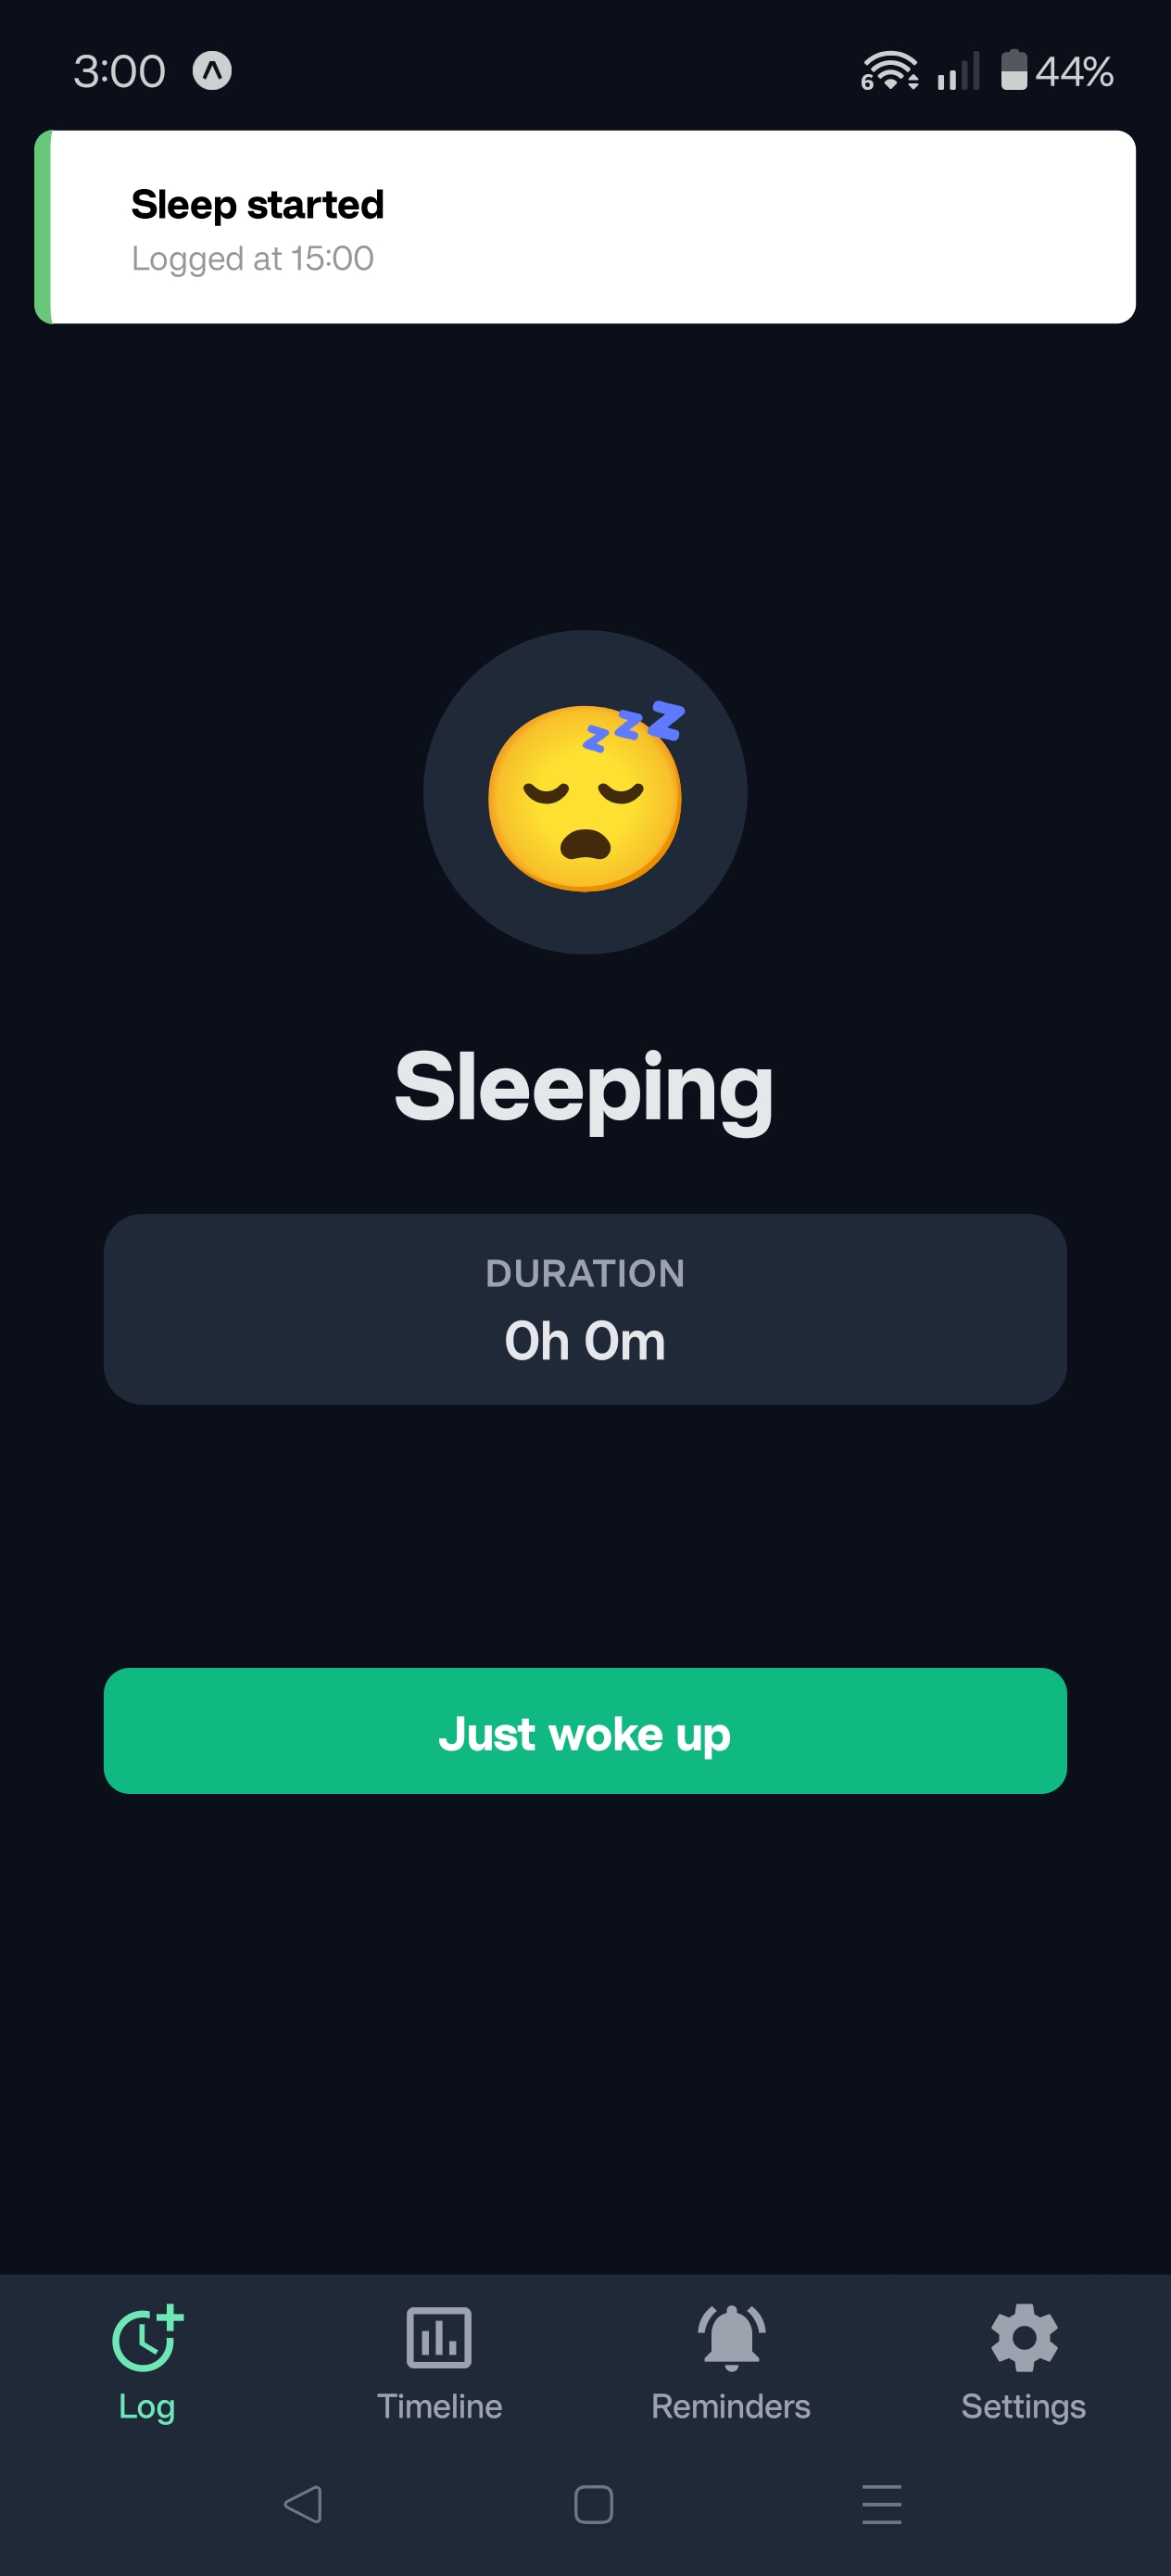 3:00
6
44%
Sleep started
Logged at 15:00
z z Z
Sleeping
DURATION
0h 0m
Just woke up
Log
Timeline
Reminders
Settings